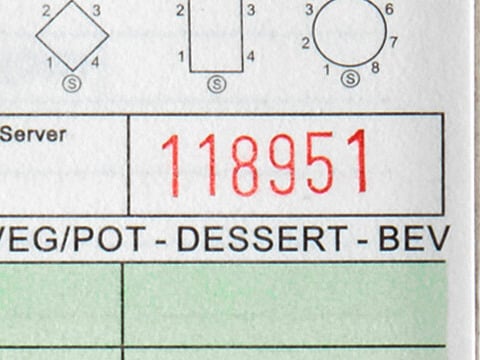 2 3 2 3 3 6
2 7
1 4 1 4 1 8
S S S
Server
118951
VEG/POT - DESSERT - BEV